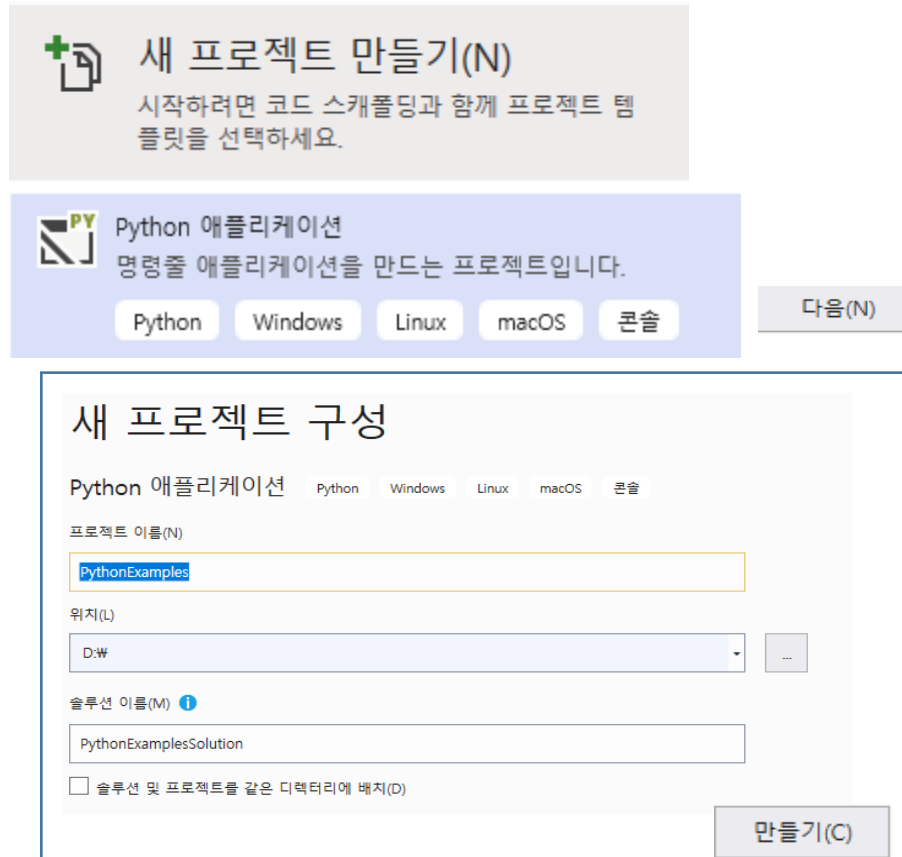 새 프로젝트 만들기(N)
시작하려면 코드 스캐폴딩과 함께 프로젝트 템
플릿을 선택하세요.
PY
Python 애플리케이션
명령줄 애플리케이션을 만드는 프로젝트입니다.
Python Windows Linux macOS 콘솔
다음(N)
새 프로젝트 구성
Python 애플리케이션 Python Windows Linux macOS 콘솔
프로젝트 이름(N)
PythonExamples
위치(L)
D:₩
...
솔루션 이름(M)
PythonExamplesSolution
솔루션 및 프로젝트를 같은 디렉터리에 배치(D)
만들기(C)